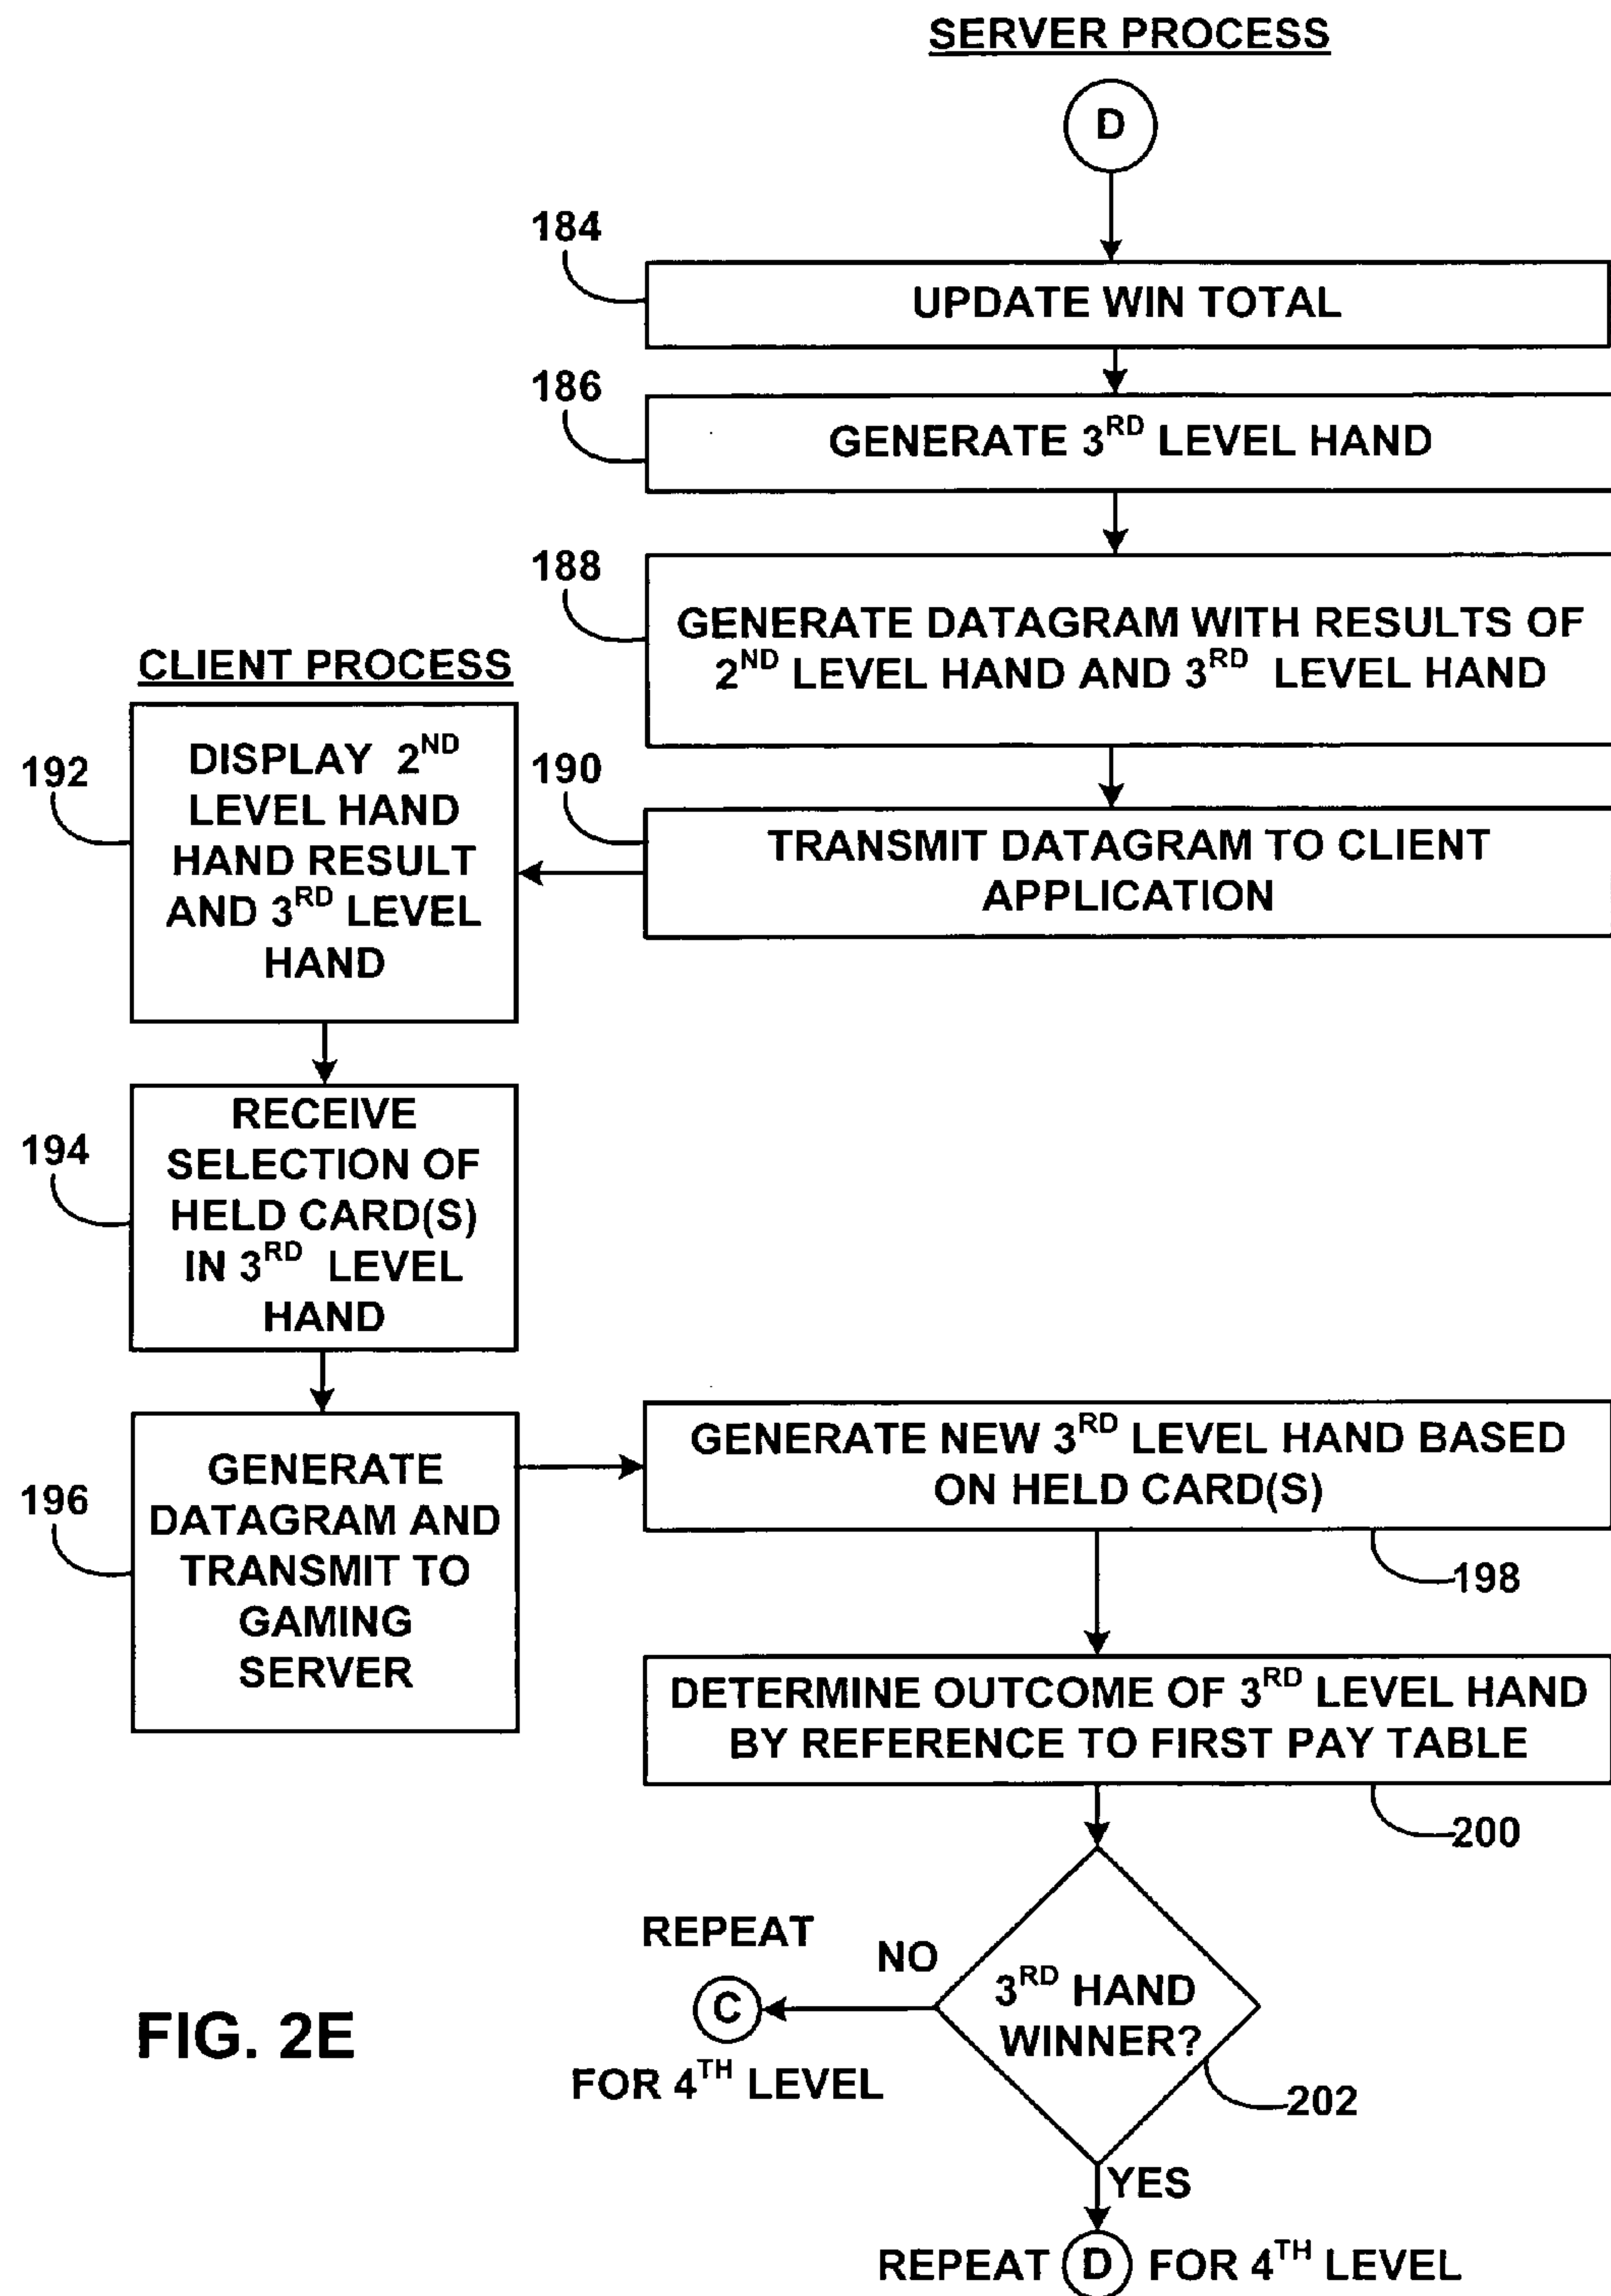 SERVER PROCESS
D
184
UPDATE WIN TOTAL
186
GENERATE 3RD LEVEL HAND
188
GENERATE DATAGRAM WITH RESULTS OF
2ND LEVEL HAND AND 3RD LEVEL HAND
CLIENT PROCESS
192
DISPLAY 2ND
LEVEL HAND
HAND RESULT
AND 3RD LEVEL
HAND
190
TRANSMIT DATAGRAM TO CLIENT
APPLICATION
194
RECEIVE
SELECTION OF
HELD CARD(S)
IN 3RD LEVEL
HAND
196
GENERATE
DATAGRAM AND
TRANSMIT TO
GAMING
SERVER
GENERATE NEW 3RD LEVEL HAND BASED
ON HELD CARD(S)
198
DETERMINE OUTCOME OF 3RD LEVEL HAND
BY REFERENCE TO FIRST PAY TABLE
200
3RD HAND
WINNER?
202
NO
REPEAT
C
FOR 4TH LEVEL
YES
REPEAT D FOR 4TH LEVEL
FIG. 2E